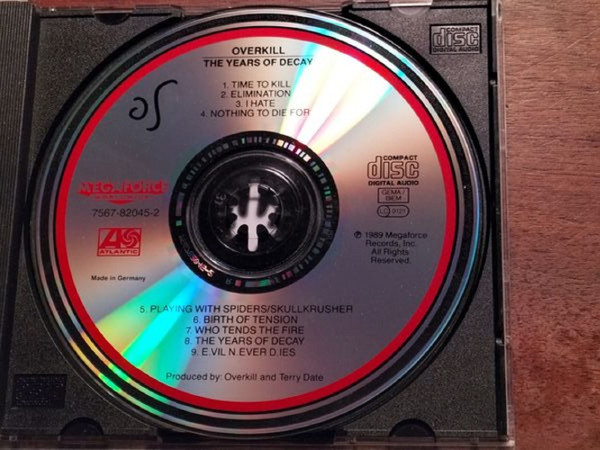 OVERKILL
THE YEARS OF DECAY
1. TIME TO KILL
2. ELIMINATION
3. I HATE
4. NOTHING TO DIE FOR
COMPACT
disc
DIGITAL AUDIO
MEGAFORCE
7567-82045-2
ATLANTIC
Made in Germany
COMPACT
disc
DIGITAL AUDIO
GEMA/
BIEM
LC 0121
℗ 1989 Megaforce
Records, Inc.
All Rights
Reserved.
5. PLAYING WITH SPIDERS/SKULLKRUSHER
6. BIRTH OF TENSION
7. WHO TENDS THE FIRE
8. THE YEARS OF DECAY
9. E.VIL N.EVER D.IES
Produced by: Overkill and Terry Date